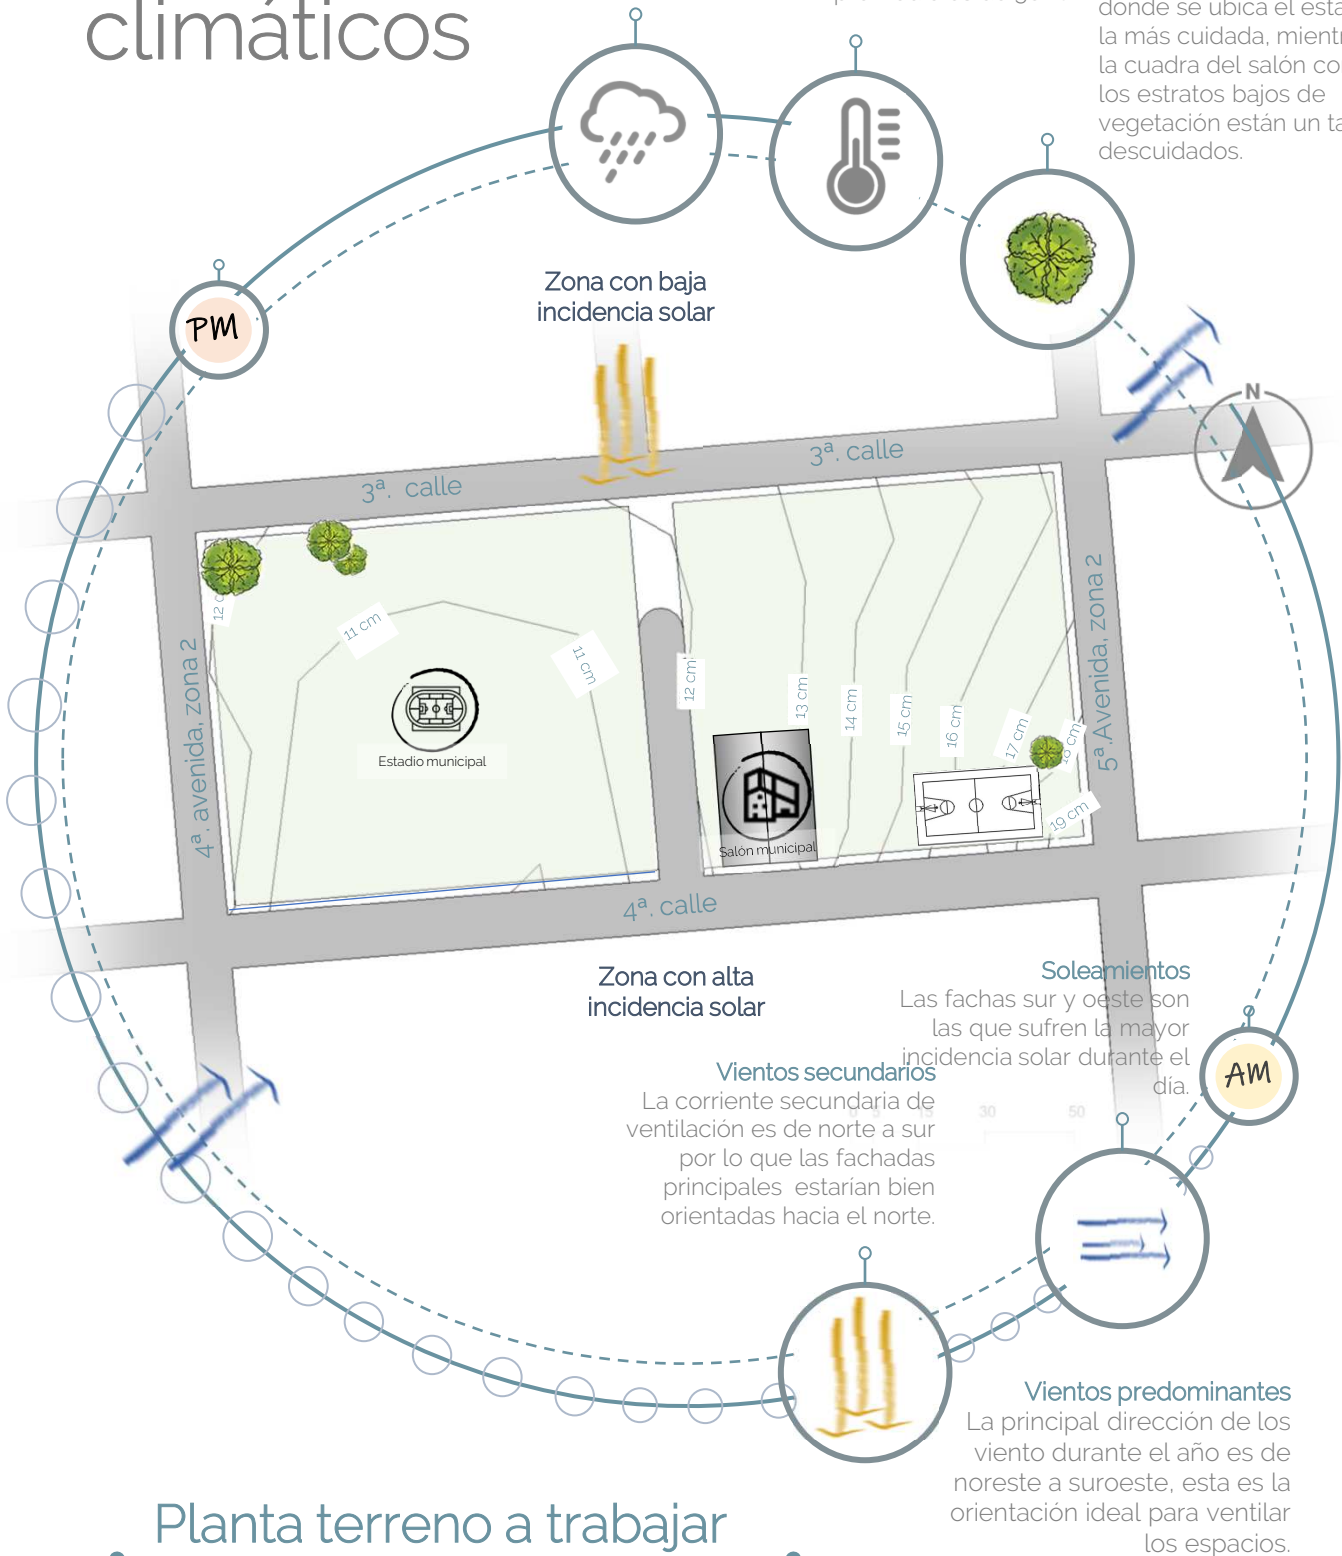 climáticos
donde se ubica el
la más cuidada,
la cuadra del salón
los estratos bajos de
vegetación están un
descuidados.
PM
Zona con baja
incidencia solar
N
3ª. calle
3ª. calle
12
11 cm
11 cm
12 cm
13 cm
14 cm
15 cm
16 cm
17 cm
18 cm
19 cm
4ª. avenida, zona 2
5ª. Avenida, zona 2
Estadio municipal
Salón municipal
4ª. calle
Zona con alta
incidencia solar
Soleamientos
Las fachas sur y oeste son
las que sufren la mayor
incidencia solar durante el
día.
AM
Vientos secundarios
La corriente secundaria de
ventilación es de norte a sur
por lo que las fachadas
principales estarían bien
orientadas hacia el norte.
0 5 15 30 50
Vientos predominantes
La principal dirección de los
viento durante el año es de
noreste a suroeste, esta es la
orientación ideal para ventilar
los espacios.
Planta terreno a trabajar